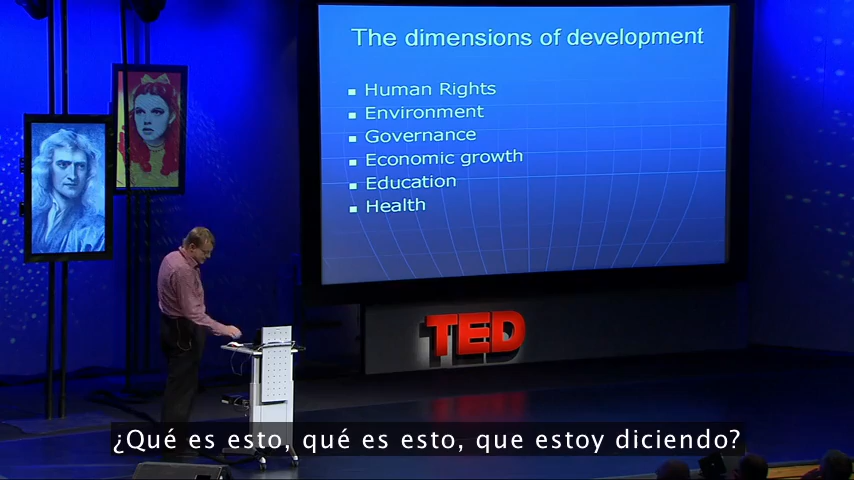 The dimensions of development
Human Rights
Environment
Governance
Economic growth
Education
Health
TED
¿Qué es esto, qué es esto, que estoy diciendo?